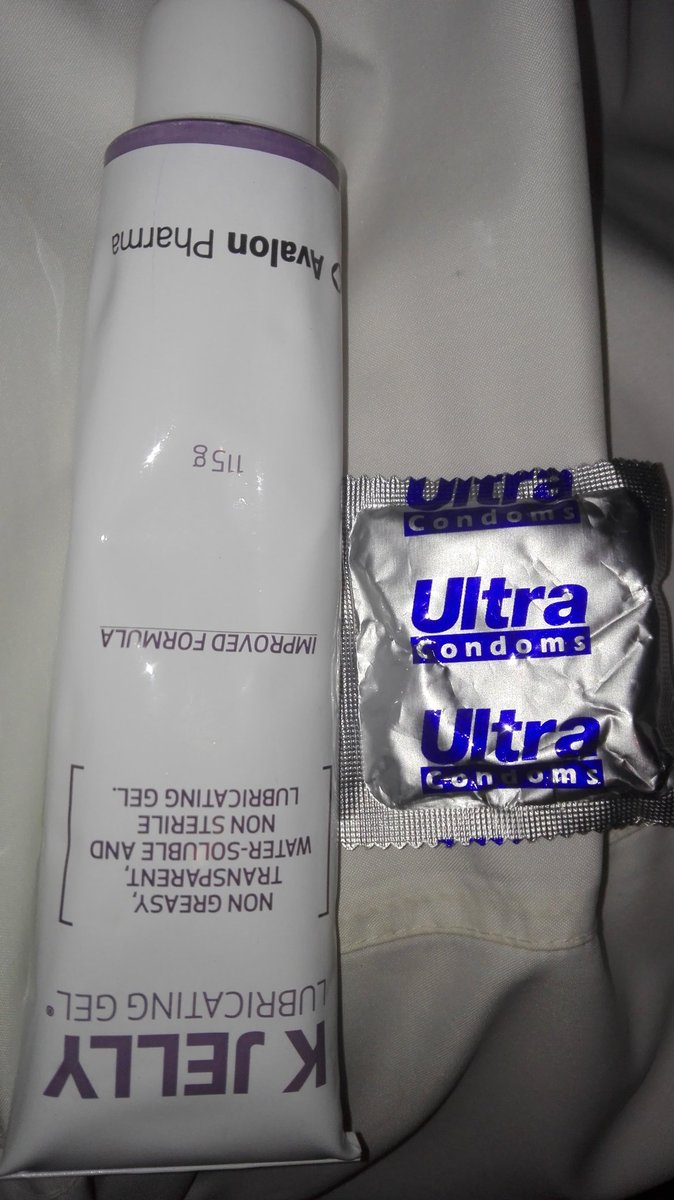 K JELLY
LUBRICATING GEL®
NON GREASY,
TRANSPARENT,
WATER-SOLUBLE AND
NON STERILE
LUBRICATING GEL.
IMPROVED FORMULA
115g
Avalon Pharma
Ultra
Condoms
Ultra
Condoms
Ultra
Condoms